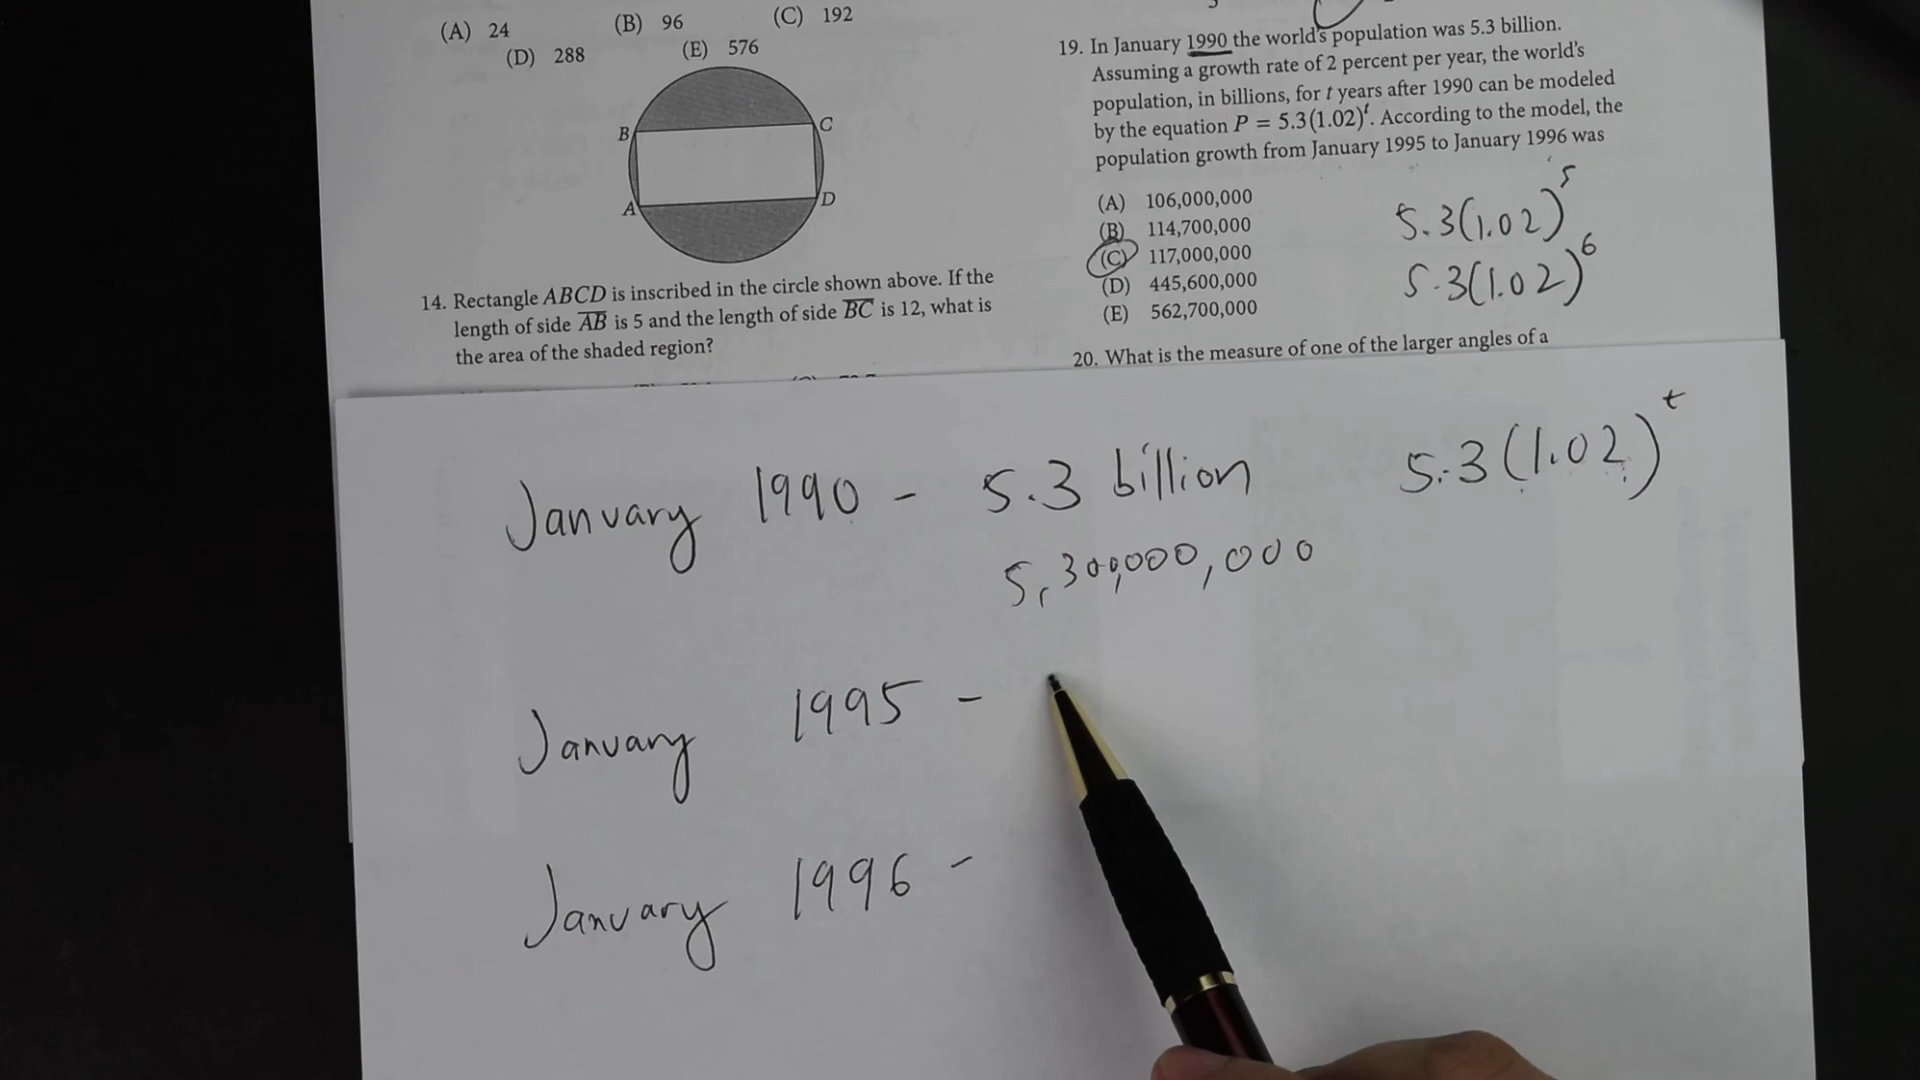 (A) 24 (B) 96 (C) 192
(D) 288 (E) 576
B C
A D
14. Rectangle ABCD is inscribed in the circle shown above. If the
length of side AB is 5 and the length of side BC is 12, what is
the area of the shaded region?
19. In January 1990 the world's population was 5.3 billion.
Assuming a growth rate of 2 percent per year, the world's
population, in billions, for t years after 1990 can be modeled
by the equation P = 5.3(1.02)^t. According to the model, the
population growth from January 1995 to January 1996 was
(A) 106,000,000
(B) 114,700,000
(C) 117,000,000
(D) 445,600,000
(E) 562,700,000
5.3(1.02)^5
5.3(1.02)^6
20. What is the measure of one of the larger angles of a
January 1990 - 5.3 billion 5.3(1.02)^t
5,300,000,000
January 1995 -
January 1996 -